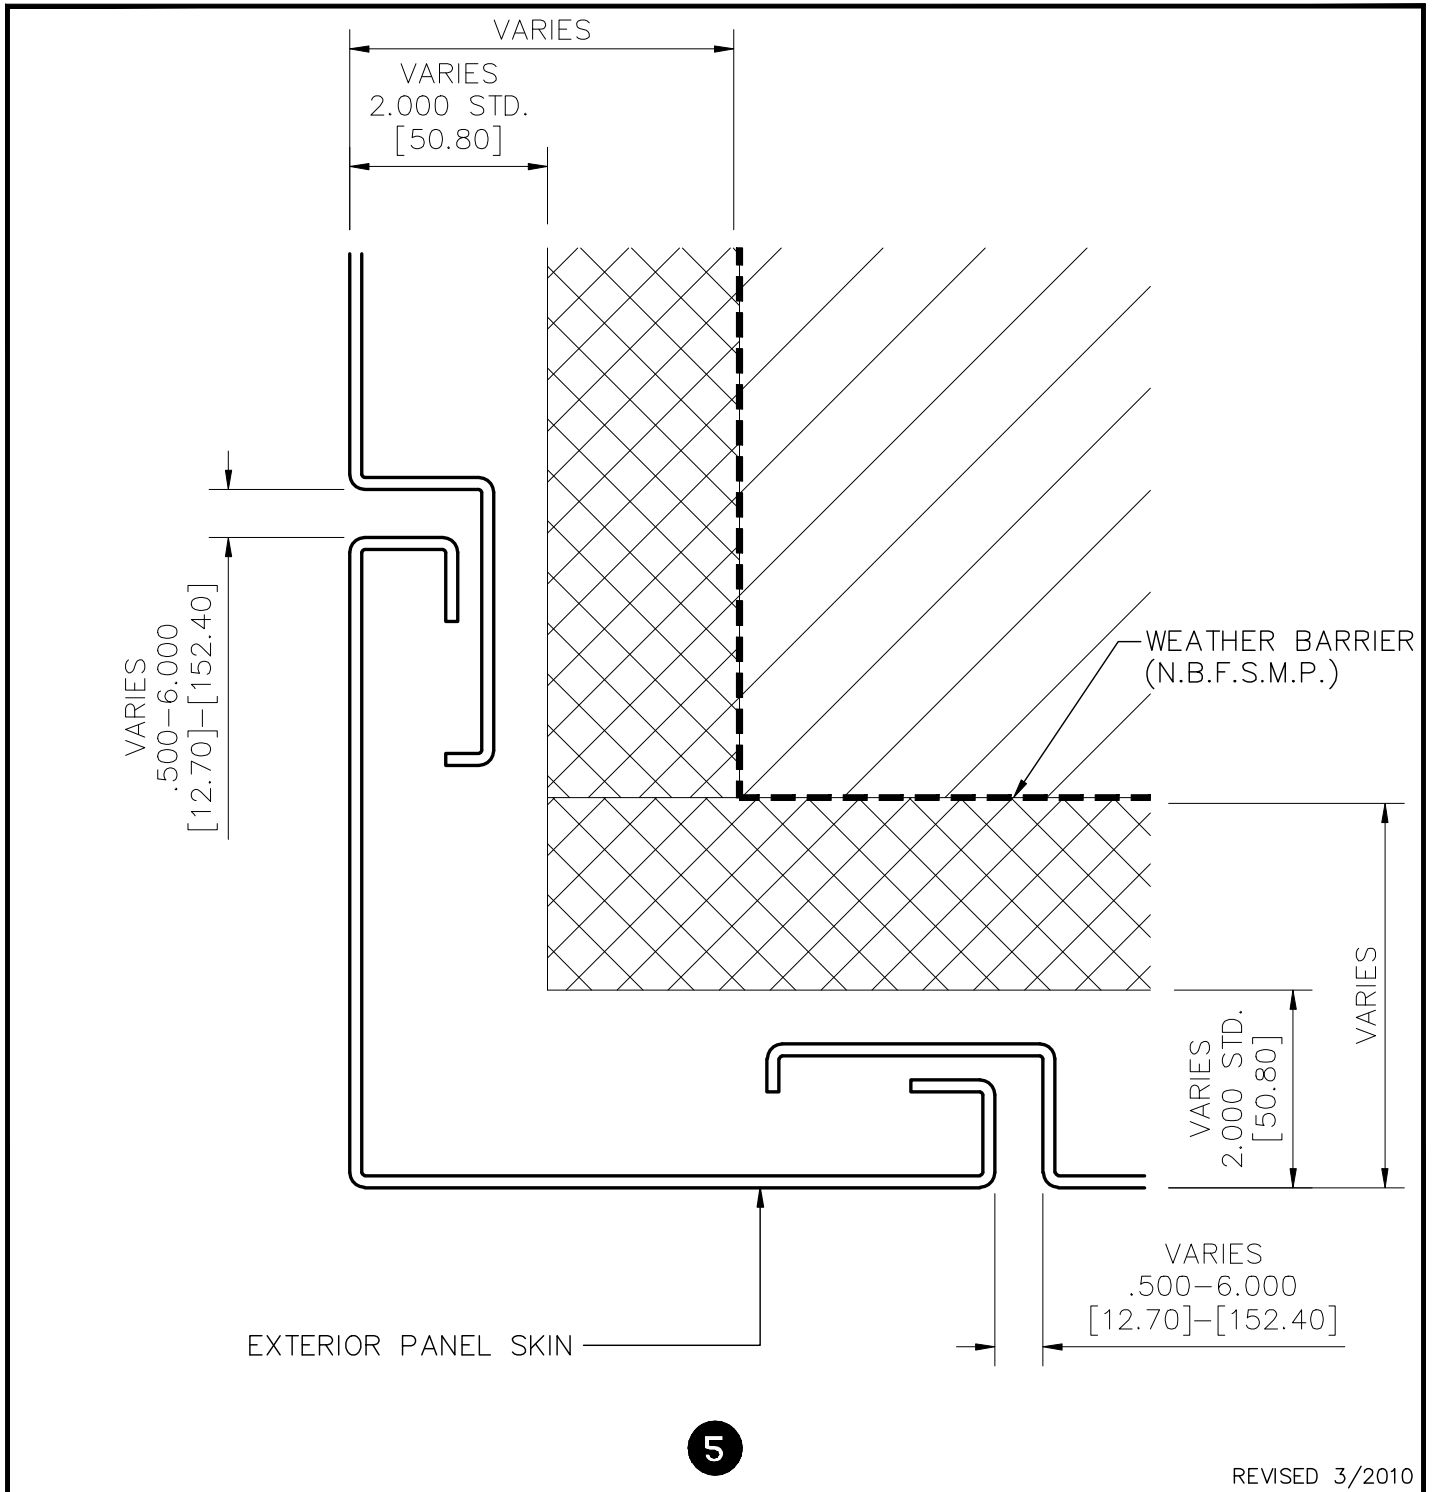 VARIES
VARIES
2.000 STD.
[50.80]
VARIES
.500-6.000
[12.70]-[152.40]
WEATHER BARRIER
(N.B.F.S.M.P.)
VARIES
VARIES
2.000 STD.
[50.80]
VARIES
.500-6.000
[12.70]-[152.40]
EXTERIOR PANEL SKIN
5
REVISED 3/2010